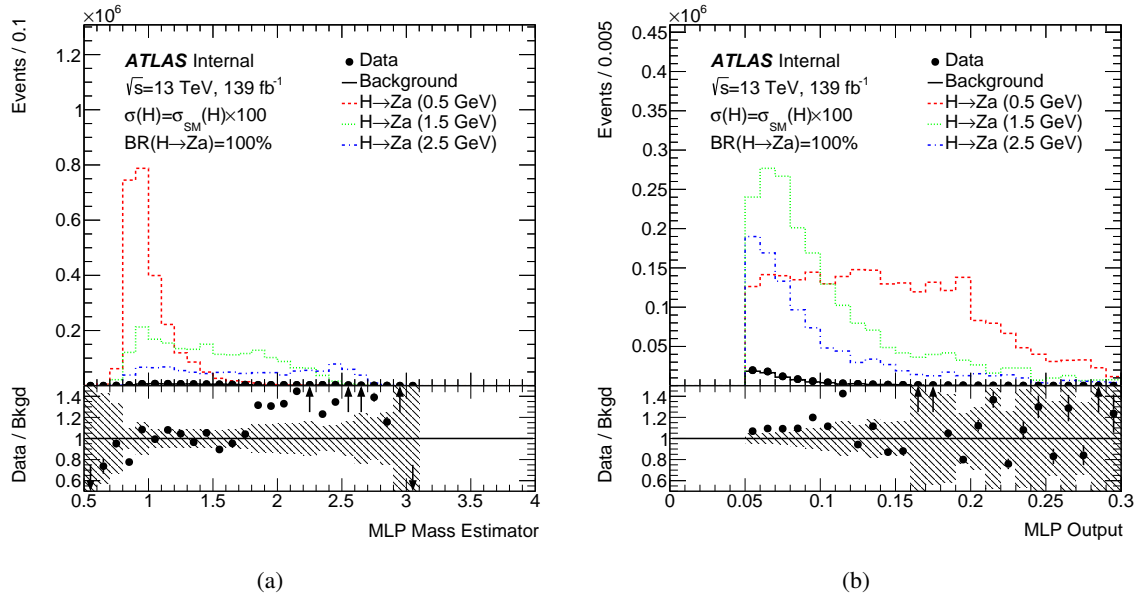 ×10⁶
Events / 0.1
1.2
1
0.8
0.6
0.4
0.2
ATLAS Internal
√s=13 TeV, 139 fb⁻¹
σ(H)=σ_SM(H)×100
BR(H→Za)=100%
Data
Background
H→Za (0.5 GeV)
H→Za (1.5 GeV)
H→Za (2.5 GeV)
Data / Bkgd
1.4
1.2
1
0.8
0.6
0.5 1 1.5 2 2.5 3 3.5 4
MLP Mass Estimator
(a)
×10⁶
Events / 0.005
0.45
0.4
0.35
0.3
0.25
0.2
0.15
0.1
0.05
ATLAS Internal
√s=13 TeV, 139 fb⁻¹
σ(H)=σ_SM(H)×100
BR(H→Za)=100%
Data
Background
H→Za (0.5 GeV)
H→Za (1.5 GeV)
H→Za (2.5 GeV)
Data / Bkgd
1.4
1.2
1
0.8
0.6
0 0.05 0.1 0.15 0.2 0.25 0.3
MLP Output
(b)